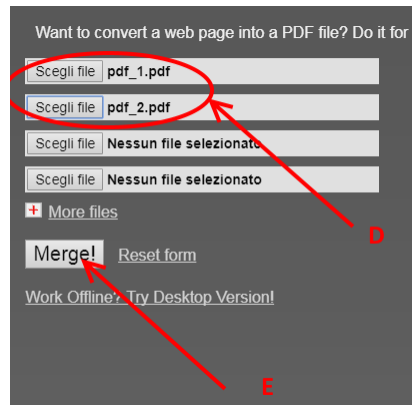 Want to convert a web page into a PDF file? Do it for
Scegli file pdf_1.pdf
Scegli file pdf_2.pdf
Scegli file Nessun file selezionato
Scegli file Nessun file selezionato
+ More files
D
Merge! Reset form
Work Offline? Try Desktop Version!
E